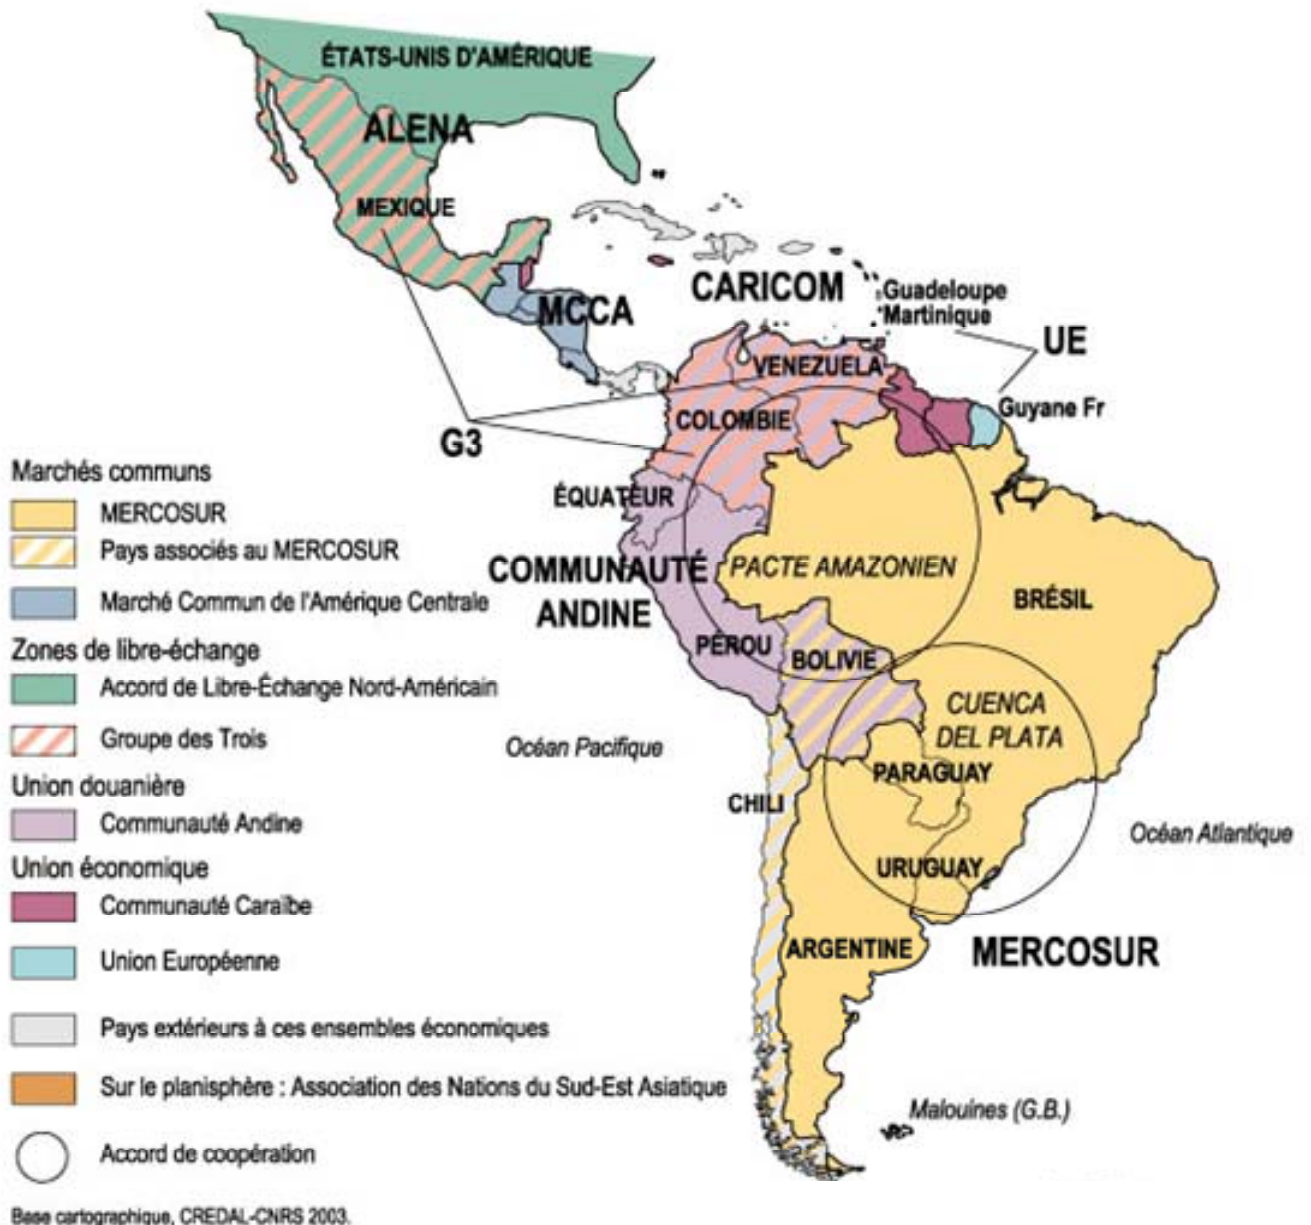 ÉTATS-UNIS D'AMÉRIQUE
ALENA
MEXIQUE
CARICOM
Guadeloupe
Martinique
MCCA
UE
VENEZUELA
Guyane Fr
COLOMBIE
G3
ÉQUATEUR
COMMUNAUTÉ
ANDINE
PACTE AMAZONIEN
BRÉSIL
PÉROU
BOLIVIE
CUENCA
DEL PLATA
Océan Pacifique
PARAGUAY
CHILI
Océan Atlantique
URUGUAY
ARGENTINE
MERCOSUR
Malouines (G.B.)
Marchés communs
MERCOSUR
Pays associés au MERCOSUR
Marché Commun de l'Amérique Centrale
Zones de libre-échange
Accord de Libre-Échange Nord-Américain
Groupe des Trois
Union douanière
Communauté Andine
Union économique
Communauté Caraïbe
Union Européenne
Pays extérieurs à ces ensembles économiques
Sur le planisphère : Association des Nations du Sud-Est Asiatique
Accord de coopération
Base cartographique, CREDAL-CNRS 2003.